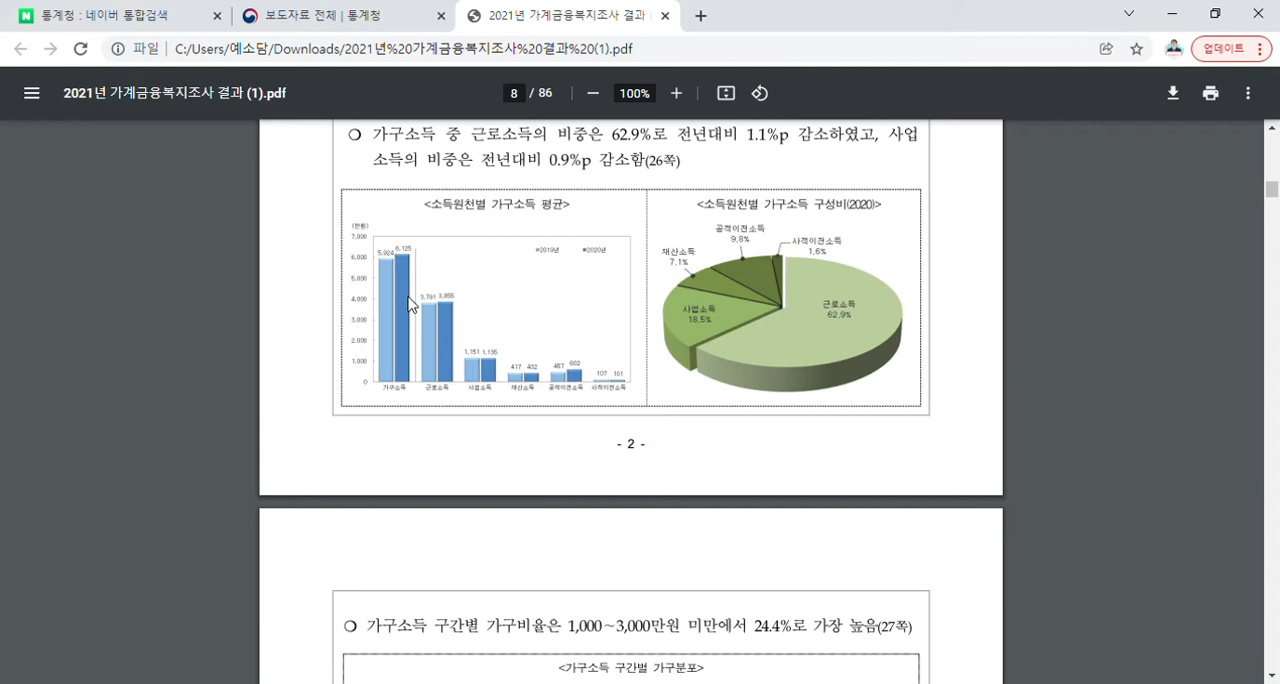 통계청 : 네이버 통합검색
보도자료 전체 | 통계청
2021년 가계금융복지조사 결과 (
파일
C:/Users/예소담/Downloads/2021년%20가계금융복지조사%20결과%20(1).pdf
업데이트
2021년 가계금융복지조사 결과 (1).pdf
8 / 86
100%
❍ 가구소득 중 근로소득의 비중은 62.9%로 전년대비 1.1%p 감소하였고, 사업
소득의 비중은 전년대비 0.9%p 감소함(26쪽)
<소득원천별 가구소득 평균>
(만원)
7,000
6,000
5,000
4,000
3,000
2,000
1,000
0
2019년 2020년
5,924 6,125
3,791 3,855
1,151 1,135
417 432
457 602
107 101
가구소득 근로소득 사업소득 재산소득 공적이전소득 사적이전소득
<소득원천별 가구소득 구성비(2020)>
공적이전소득
9.8%
사적이전소득
1.6%
재산소득
7.1%
사업소득
18.5%
근로소득
62.9%
- 2 -
❍ 가구소득 구간별 가구비율은 1,000~3,000만원 미만에서 24.4%로 가장 높음(27쪽)
<가구소득 구간별 가구분포>